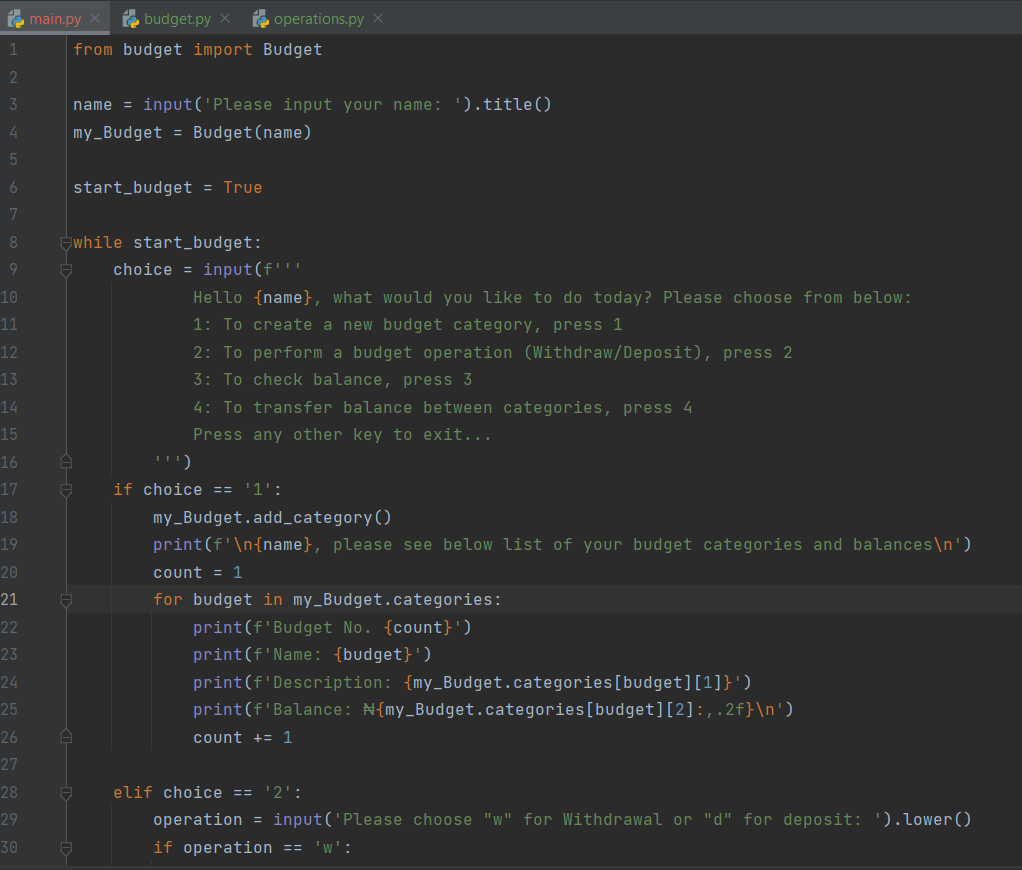 main.py budget.py operations.py
1 from budget import Budget
2
3 name = input('Please input your name: ').title()
4 my_Budget = Budget(name)
5
6 start_budget = True
7
8 while start_budget:
9     choice = input(f'''
10             Hello {name}, what would you like to do today? Please choose from below:
11             1: To create a new budget category, press 1
12             2: To perform a budget operation (Withdraw/Deposit), press 2
13             3: To check balance, press 3
14             4: To transfer balance between categories, press 4
15             Press any other key to exit...
16         ''')
17     if choice == '1':
18         my_Budget.add_category()
19         print(f'\n{name}, please see below list of your budget categories and balances\n')
20         count = 1
21         for budget in my_Budget.categories:
22             print(f'Budget No. {count}')
23             print(f'Name: {budget}')
24             print(f'Description: {my_Budget.categories[budget][1]}')
25             print(f'Balance: ₦{my_Budget.categories[budget][2]:,.2f}\n')
26             count += 1
27
28     elif choice == '2':
29         operation = input('Please choose "w" for Withdrawal or "d" for deposit: ').lower()
30         if operation == 'w':